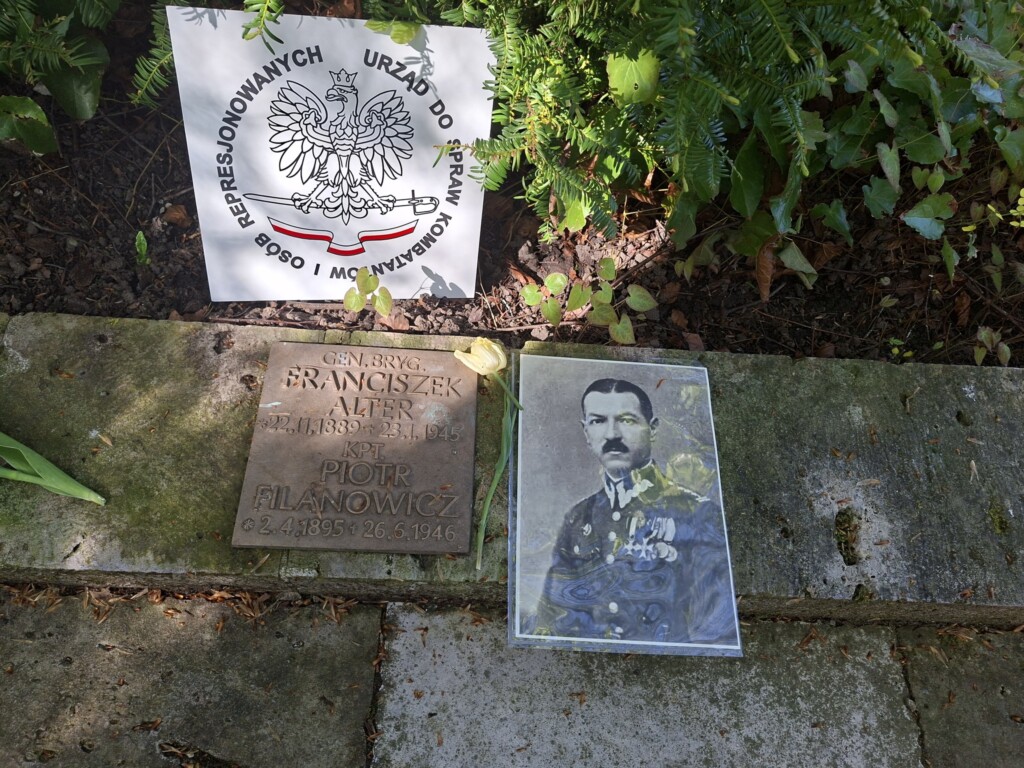 URZĄD DO SPRAW KOMBATANTÓW I OSÓB REPRESJONOWANYCH
GEN. BRYG.
FRANCISZEK
ALTER
*22.11.1889 + 23.1.1945
KPT.
PIOTR
FILANOWICZ
* 2.4.1895 + 26.6.1946